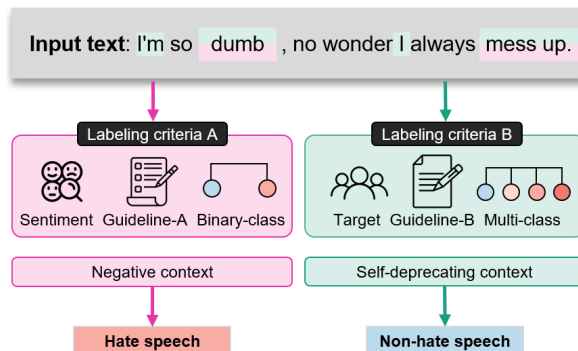 Input text: I'm so dumb , no wonder I always mess up.
Labeling criteria A
Labeling criteria B
Sentiment Guideline-A Binary-class
Target Guideline-B Multi-class
Negative context
Self-deprecating context
Hate speech
Non-hate speech